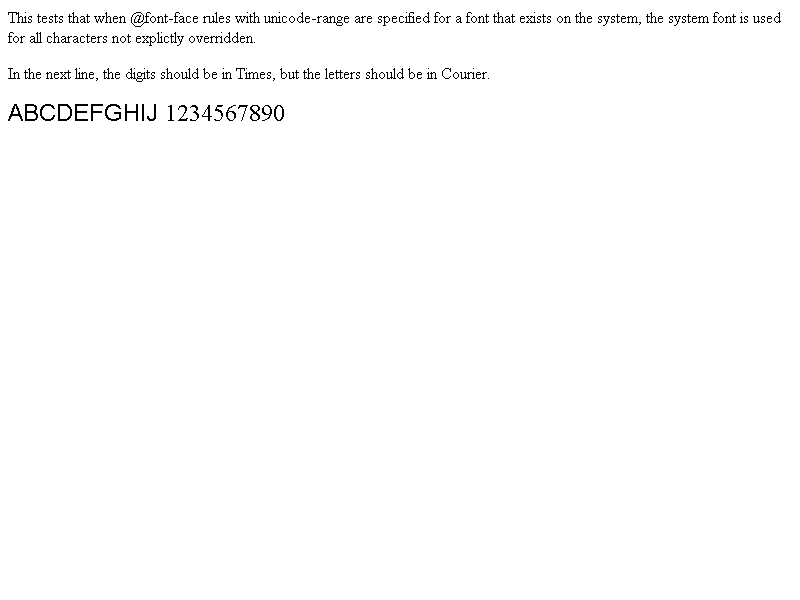 This tests that when @font-face rules with unicode-range are specified for a font that exists on the system, the system font is used
for all characters not explictly overridden.
In the next line, the digits should be in Times, but the letters should be in Courier.
ABCDEFGHIJ 1234567890